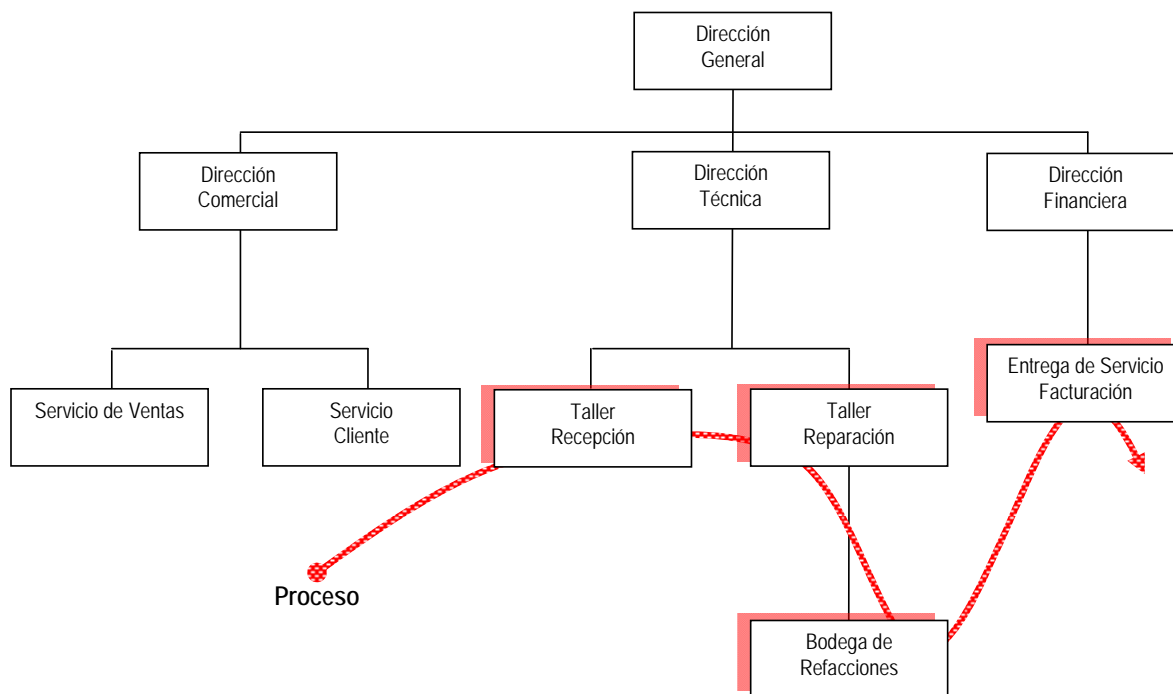 Dirección
General
Dirección
Comercial
Dirección
Técnica
Dirección
Financiera
Entrega de Servicio
Facturación
Servicio de Ventas
Servicio
Cliente
Taller
Recepción
Taller
Reparación
Proceso
Bodega de
Refacciones